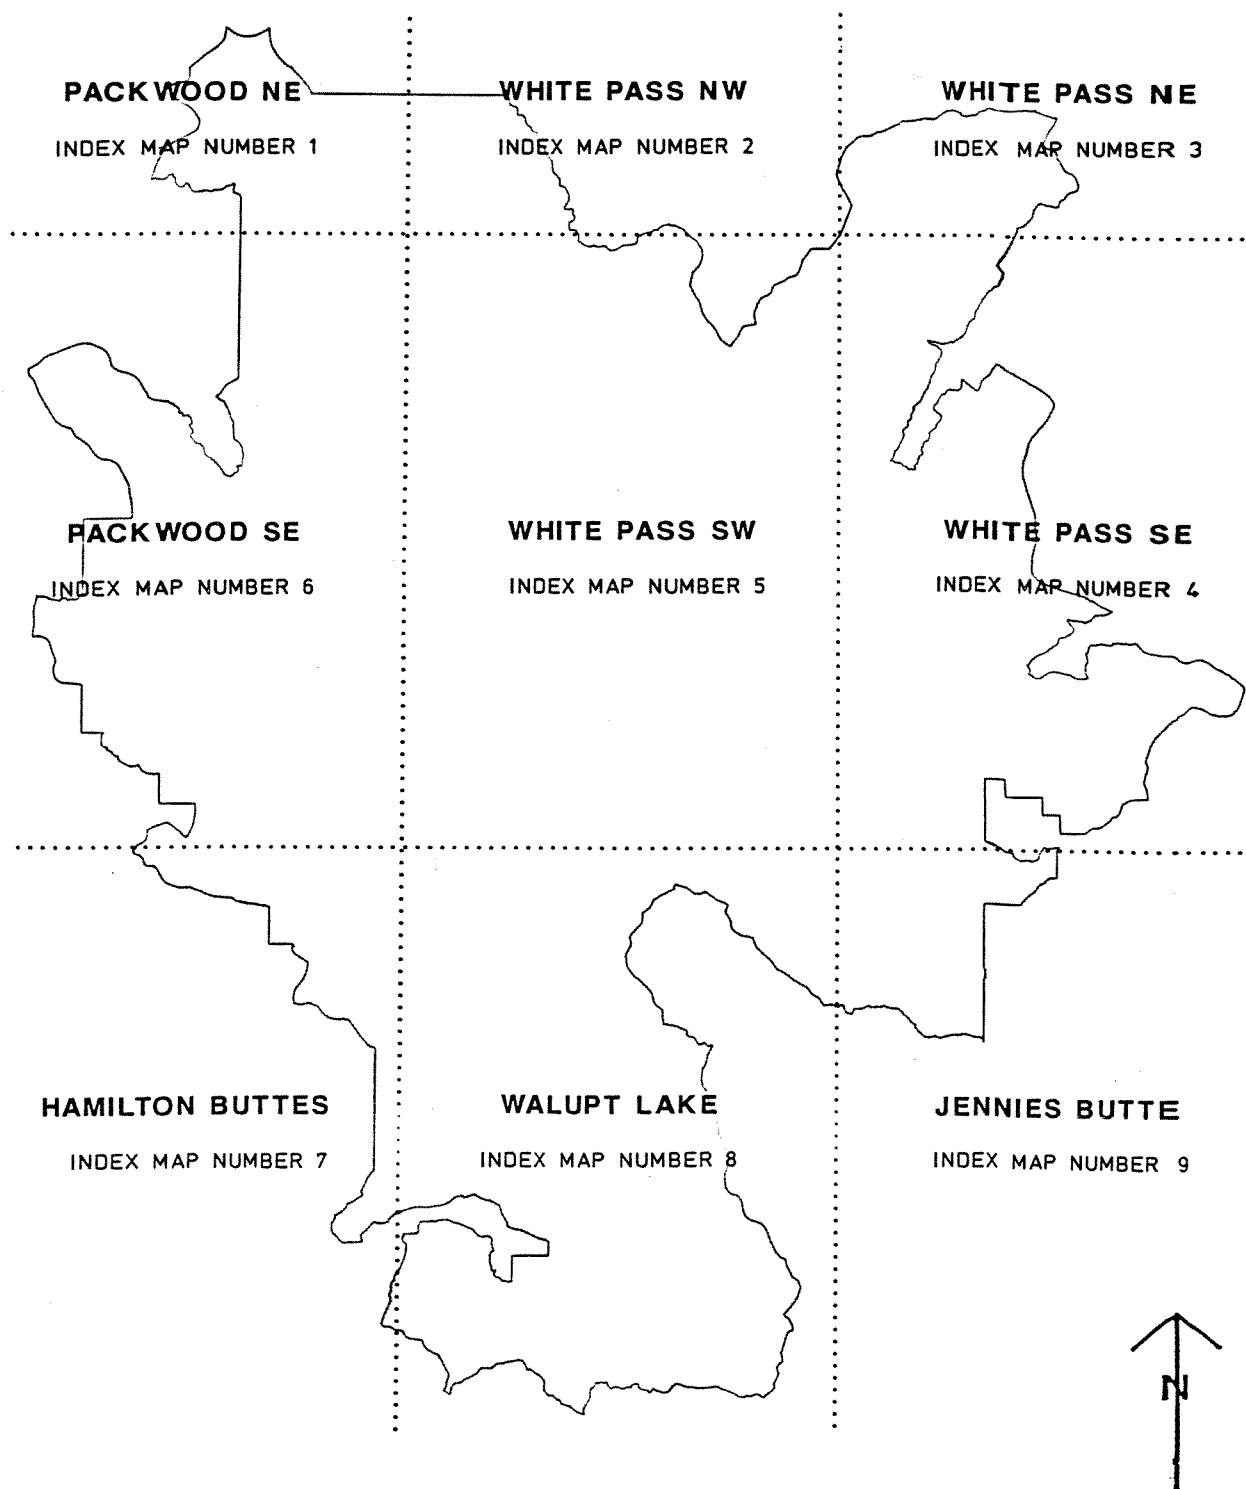 PACKWOOD NE
INDEX MAP NUMBER 1
WHITE PASS NW
INDEX MAP NUMBER 2
WHITE PASS NE
INDEX MAP NUMBER 3
PACKWOOD SE
INDEX MAP NUMBER 6
WHITE PASS SW
INDEX MAP NUMBER 5
WHITE PASS SE
INDEX MAP NUMBER 4
HAMILTON BUTTES
INDEX MAP NUMBER 7
WALUPT LAKE
INDEX MAP NUMBER 8
JENNIES BUTTE
INDEX MAP NUMBER 9
N